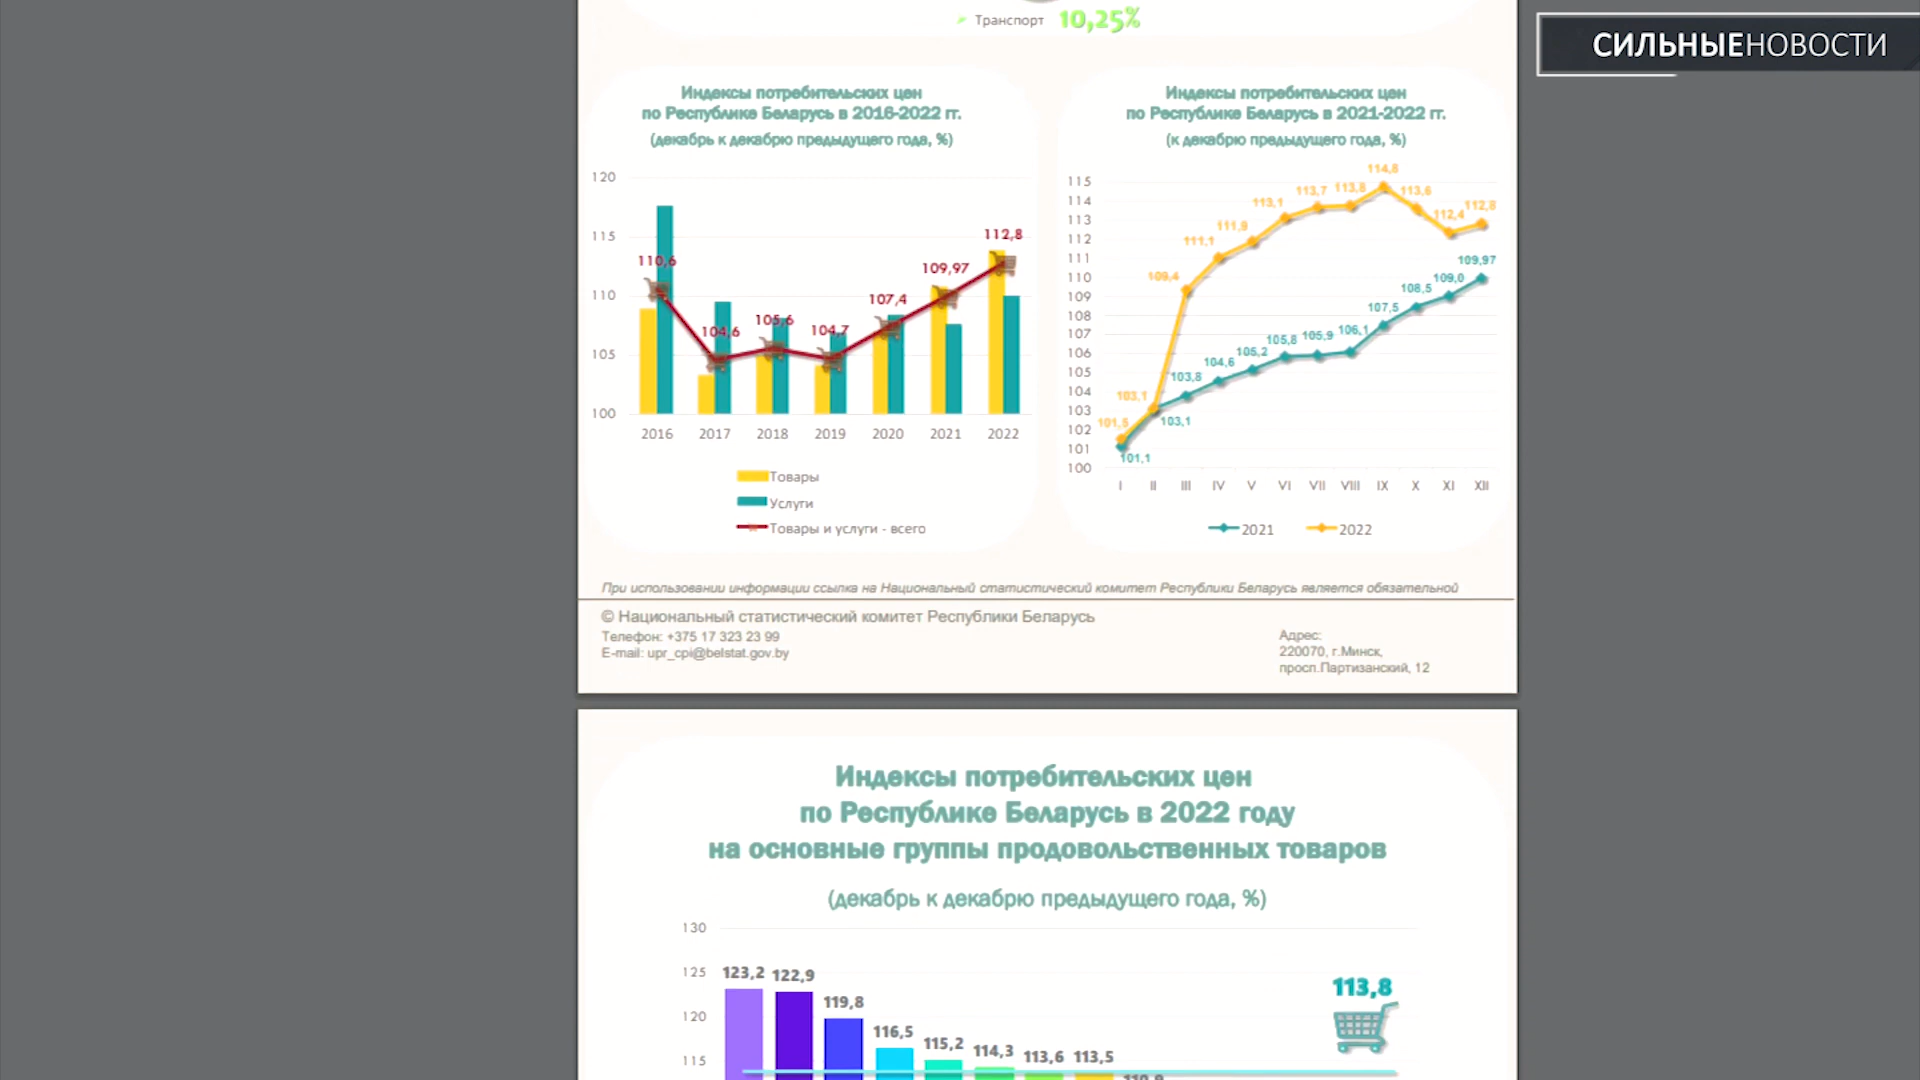 Транспорт 10,25%
СИЛЬНЫЕНОВОСТИ
Индексы потребительских цен
по Республике Беларусь в 2016-2022 гг.
(декабрь к декабрю предыдущего года, %)
120
115
110
105
100
110,6
104,6
105,6
104,7
107,4
109,97
112,8
2016 2017 2018 2019 2020 2021 2022
Товары
Услуги
Товары и услуги - всего
Индексы потребительских цен
по Республике Беларусь в 2021-2022 гг.
(к декабрю предыдущего года, %)
115
114
113
112
111
110
109
108
107
106
105
104
103
102
101
100
101,5
103,1
109,4
111,1
111,9
113,1
113,7
113,8
114,8
113,6
112,4
112,8
101,1
103,1
103,8
104,6
105,2
105,8
105,9
106,1
107,5
108,5
109,0
109,97
I II III IV V VI VII VIII IX X XI XII
2021 2022
При использовании информации ссылка на Национальный статистический комитет Республики Беларусь является обязательной
© Национальный статистический комитет Республики Беларусь
Телефон: +375 17 323 23 99
E-mail: upr_cpi@belstat.gov.by
Адрес:
220070, г.Минск,
просп.Партизанский, 12
Индексы потребительских цен
по Республике Беларусь в 2022 году
на основные группы продовольственных товаров
(декабрь к декабрю предыдущего года, %)
130
125
120
115
123,2
122,9
119,8
116,5
115,2
114,3
113,6
113,5
113,8